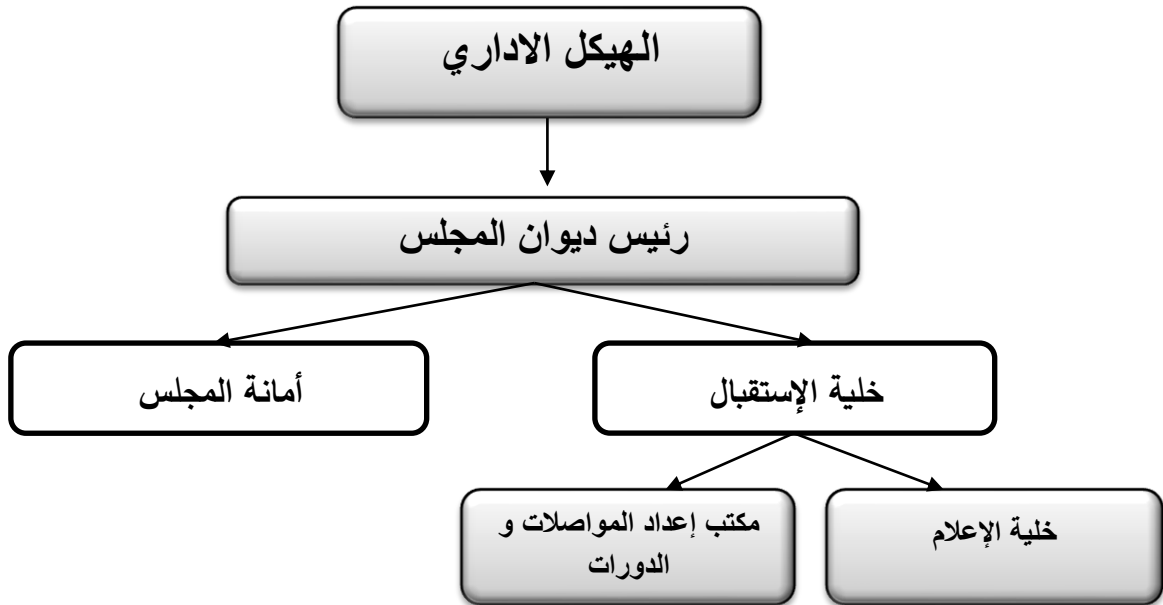 الهيكل الاداري
رئيس ديوان المجلس
خلية الإستقبال
أمانة المجلس
خلية الإعلام
مكتب إعداد المواصلات و
الدورات